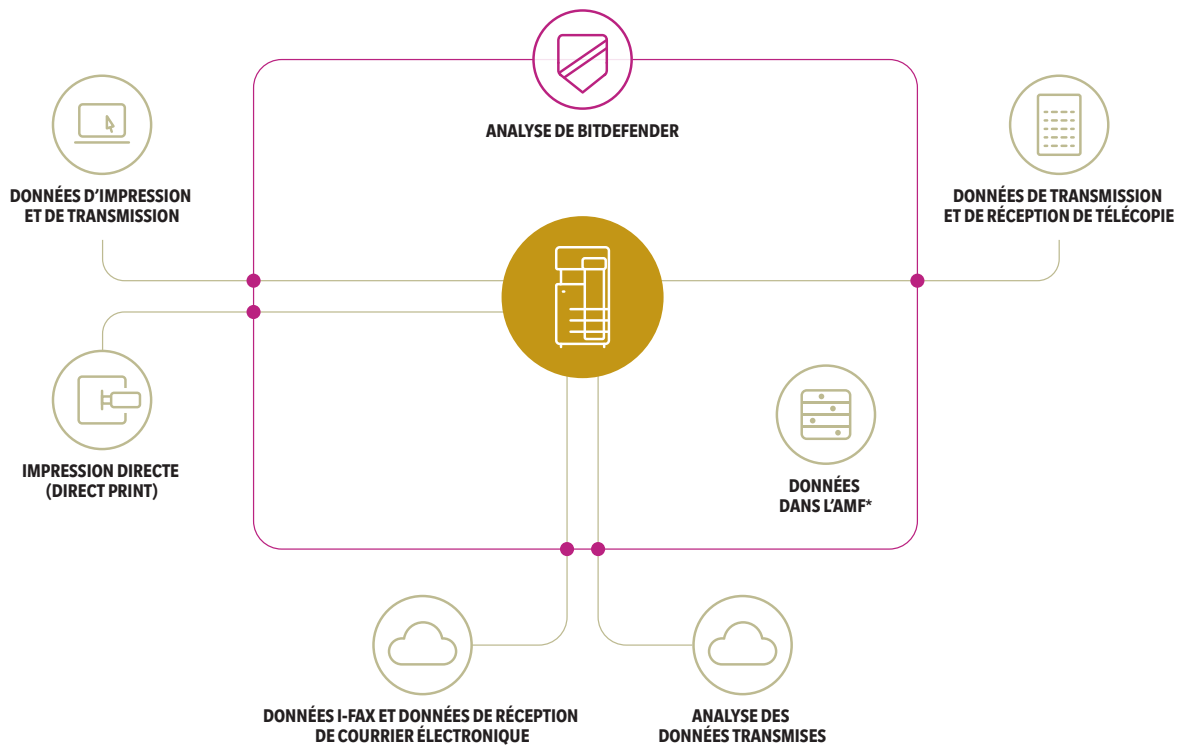 ANALYSE DE BITDEFENDER
DONNÉES D'IMPRESSION
ET DE TRANSMISSION
DONNÉES DE TRANSMISSION
ET DE RÉCEPTION DE TÉLÉCOPIE
IMPRESSION DIRECTE
(DIRECT PRINT)
DONNÉES
DANS L'AMF*
DONNÉES I-FAX ET DONNÉES DE RÉCEPTION
DE COURRIER ÉLECTRONIQUE
ANALYSE DES
DONNÉES TRANSMISES